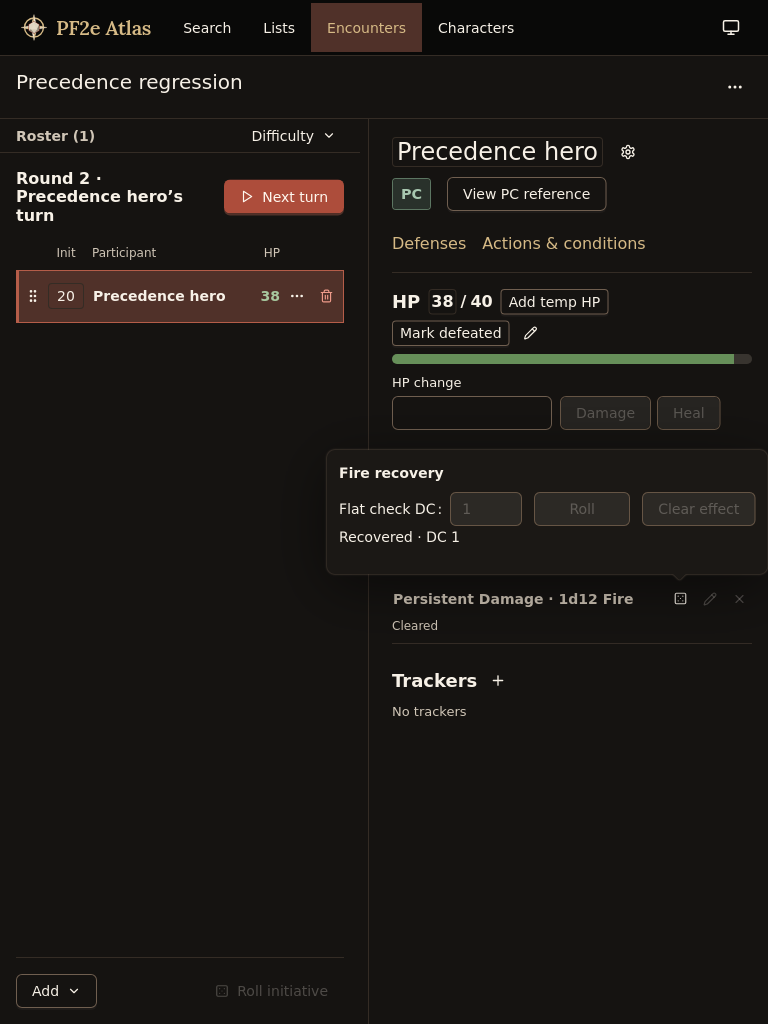 PF2e Atlas Search Lists Encounters Characters
Precedence regression
Roster (1) Difficulty
Round 2 ·
Precedence hero’s
turn
Next turn
Init Participant HP
20 Precedence hero 38
Add
Roll initiative
Precedence hero
PC View PC reference
Defenses Actions & conditions
HP 38 / 40 Add temp HP
Mark defeated
HP change
Damage Heal
Fire recovery
Flat check DC: 1 Roll Clear effect
Recovered · DC 1
Persistent Damage · 1d12 Fire
Cleared
Trackers
No trackers